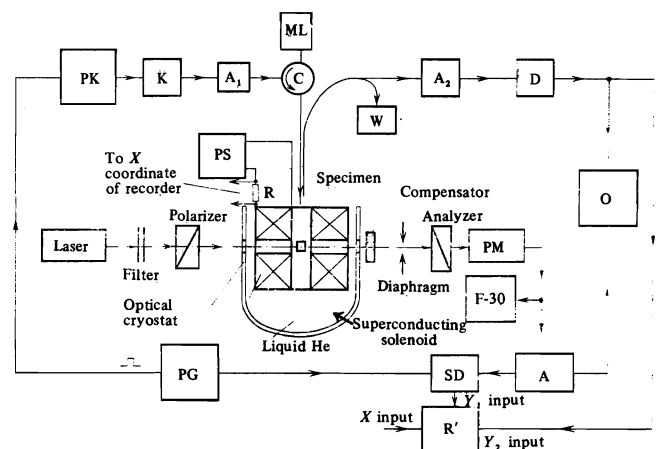 ML
PK
K
A₁
C
A₂
D
W
PS
To X
coordinate
of recorder
R
Specimen
O
Compensator
Polarizer
Analyzer
Laser
PM
Filter
Diaphragm
F-30
Optical
cryostat
Superconducting
Liquid He
solenoid
PG
SD
A
Y₁ input
X input
R'
Y₂ input